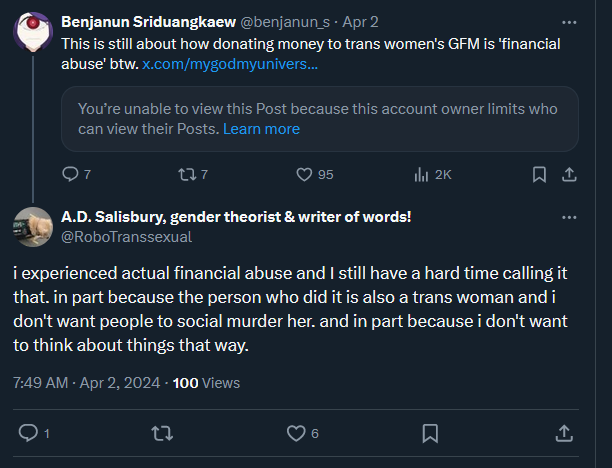 Benjanun Sriduangkaew @benjanun_s · Apr 2
This is still about how donating money to trans women's GFM is 'financial
abuse' btw. x.com/mygodmyunivers...
You're unable to view this Post because this account owner limits who
can view their Posts. Learn more
7 7 95 2K
A.D. Salisbury, gender theorist & writer of words!
@RoboTranssexual
i experienced actual financial abuse and I still have a hard time calling it
that. in part because the person who did it is also a trans woman and i
don't want people to social murder her. and in part because i don't want
to think about things that way.
7:49 AM · Apr 2, 2024 · 100 Views
1 6